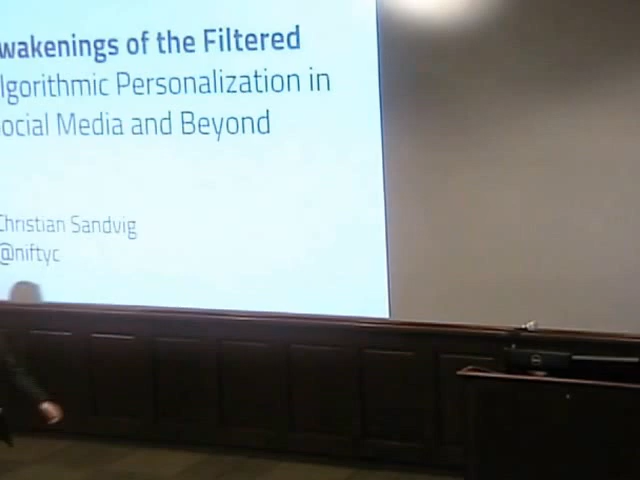 wakenings of the Filtered
lgorithmic Personalization in
ocial Media and Beyond
Christian Sandvig
@niftyc